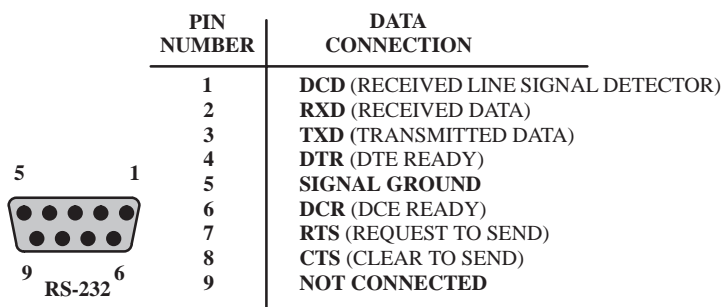 PIN NUMBER DATA CONNECTION
1 DCD (RECEIVED LINE SIGNAL DETECTOR)
2 RXD (RECEIVED DATA)
3 TXD (TRANSMITTED DATA)
4 DTR (DTE READY)
5 SIGNAL GROUND
6 DCR (DCE READY)
7 RTS (REQUEST TO SEND)
8 CTS (CLEAR TO SEND)
9 NOT CONNECTED
5 1
9 6
RS-232